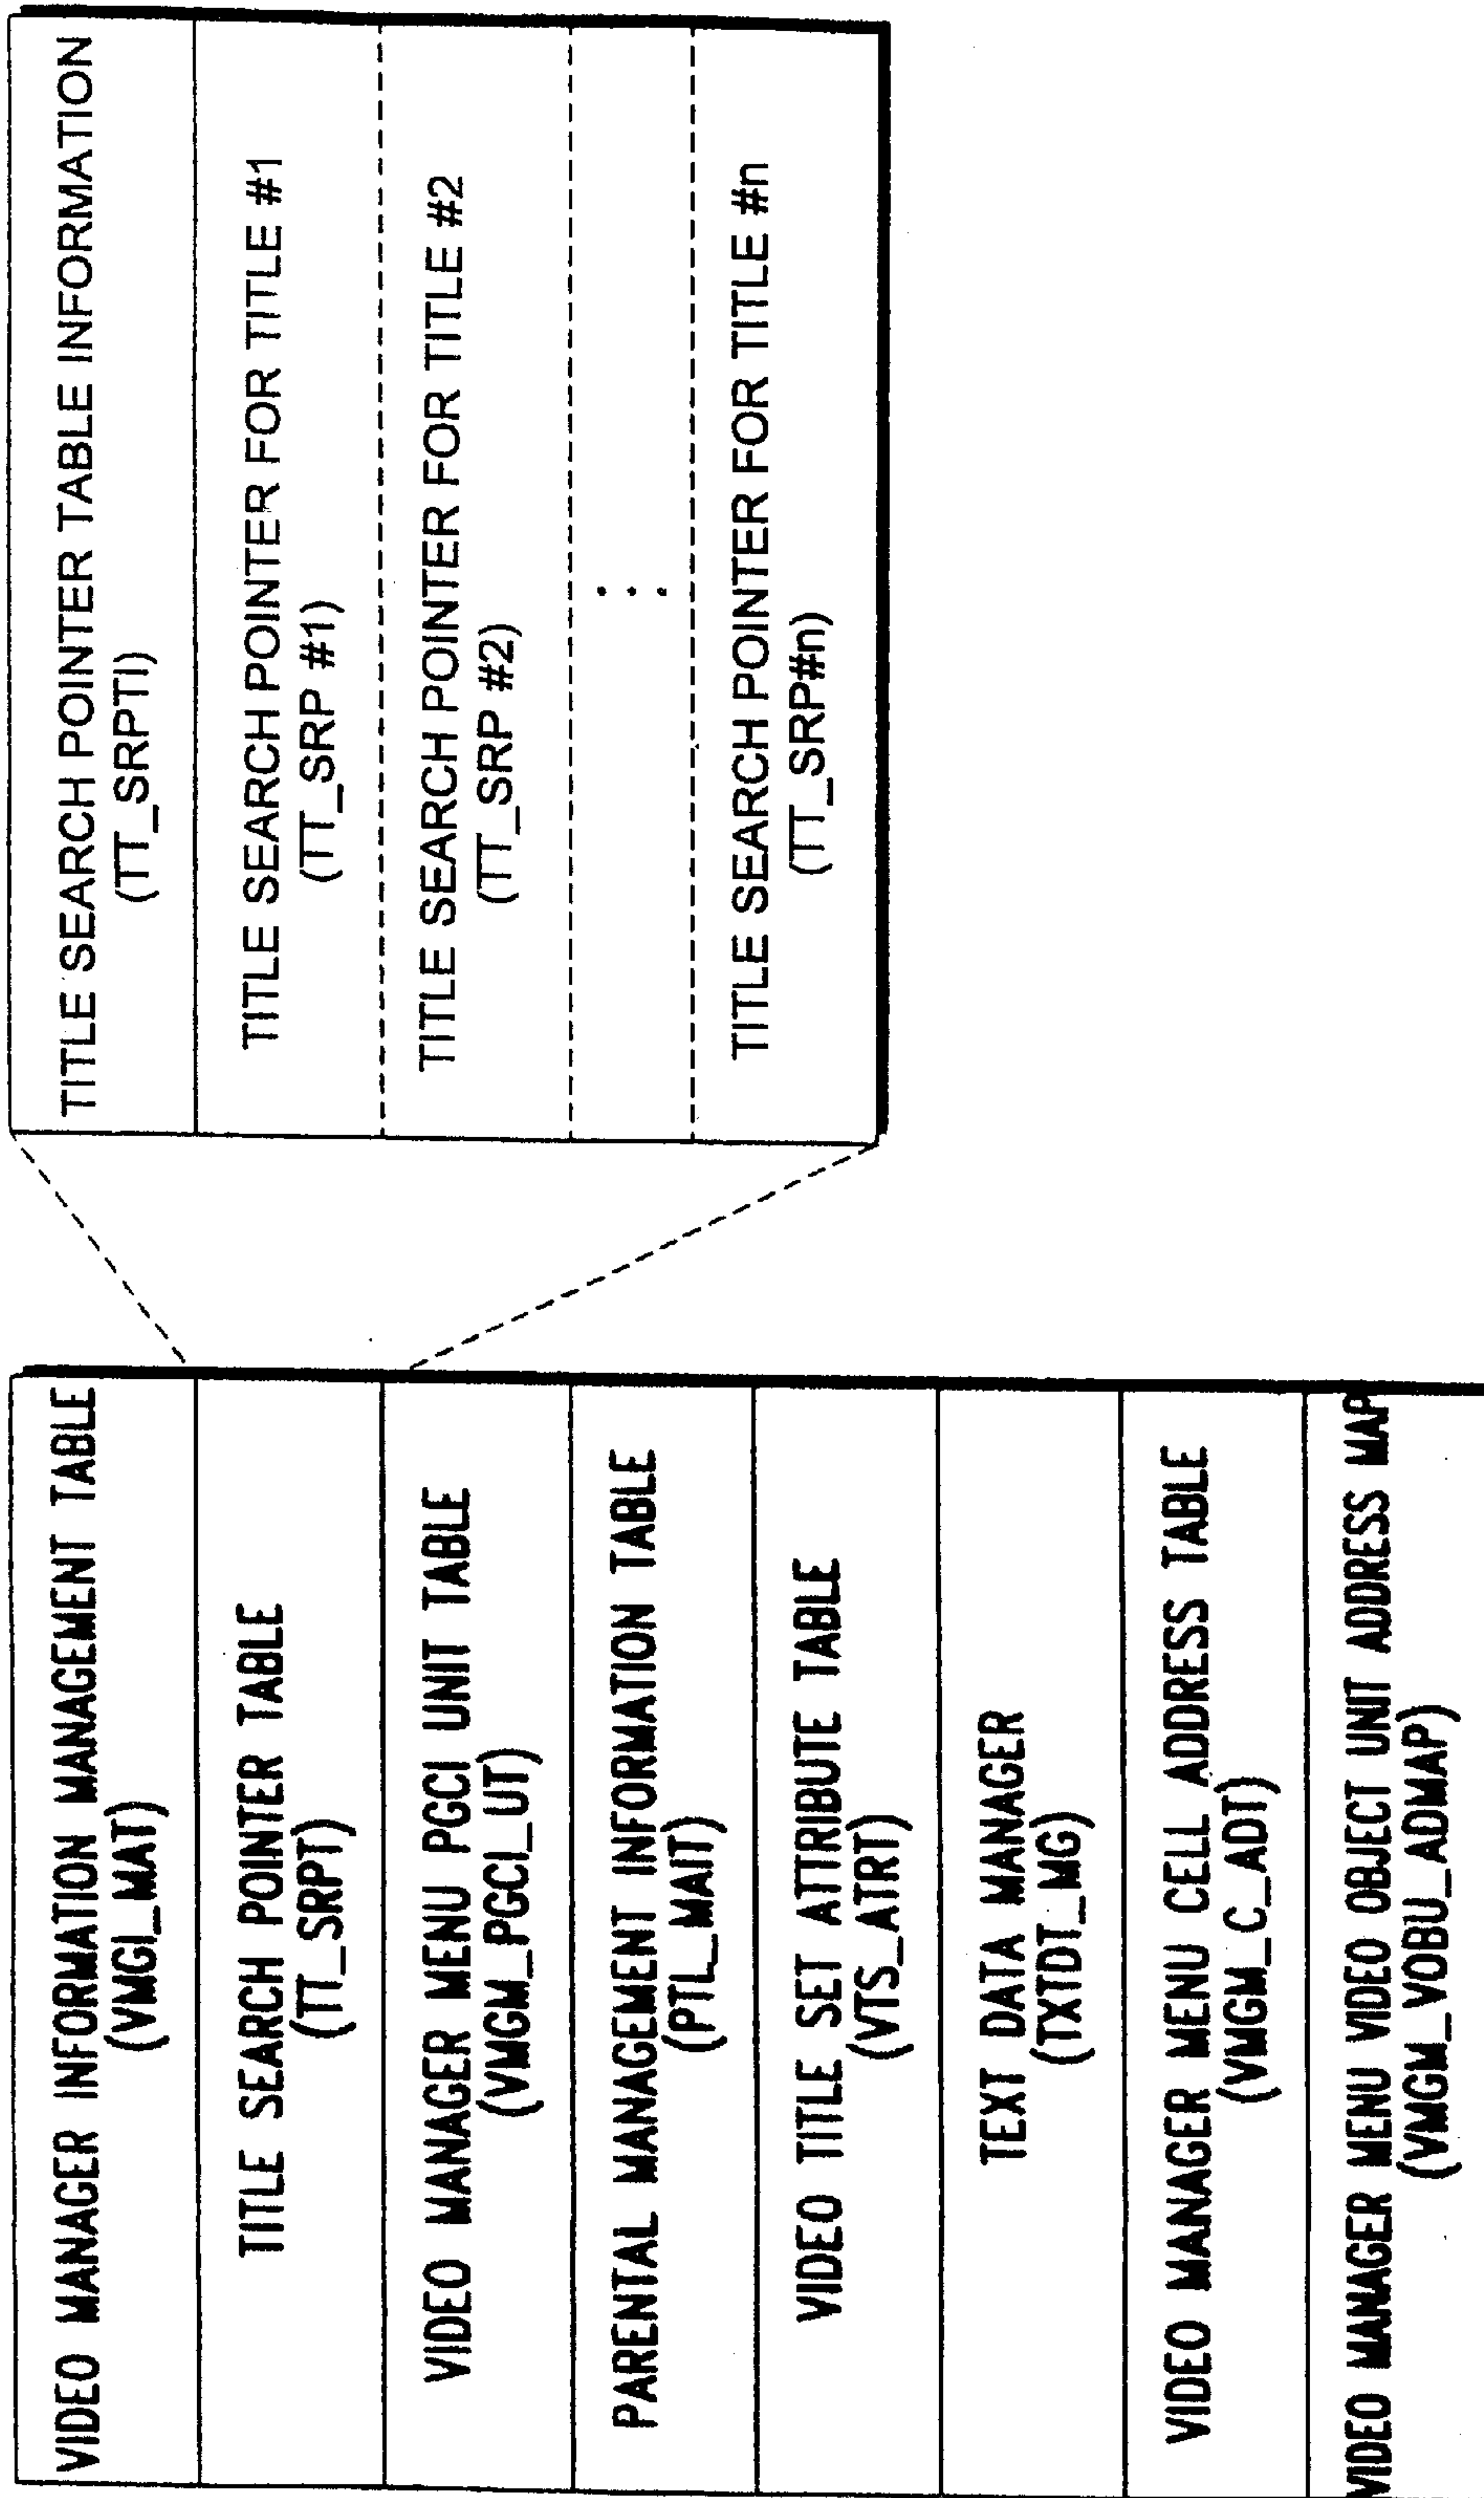 VIDEO MANAGER INFORMATION MANAGEMENT TABLE
(VMGI_MAT)
TITLE SEARCH POINTER TABLE
(TT_SRPT)
VIDEO MANAGER MENU PGCI UNIT TABLE
(VMGM_PGCI_UT)
PARENTAL MANAGEMENT INFORMATION TABLE
(PTL_MAIT)
VIDEO TITLE SET ATTRIBUTE TABLE
(VTS_ATRT)
TEXT DATA MANAGER
(TXTDT_MG)
VIDEO MANAGER MENU CELL ADDRESS TABLE
(VMGM_C_ADT)
VIDEO MANAGER MENU VIDEO OBJECT UNIT ADDRESS MAP
(VMGM_VOBU_ADMAP)
TITLE SEARCH POINTER TABLE INFORMATION
(TT_SRPTI)
TITLE SEARCH POINTER FOR TITLE #1
(TT_SRP #1)
TITLE SEARCH POINTER FOR TITLE #2
(TT_SRP #2)
⋮
TITLE SEARCH POINTER FOR TITLE #n
(TT_SRP#n)